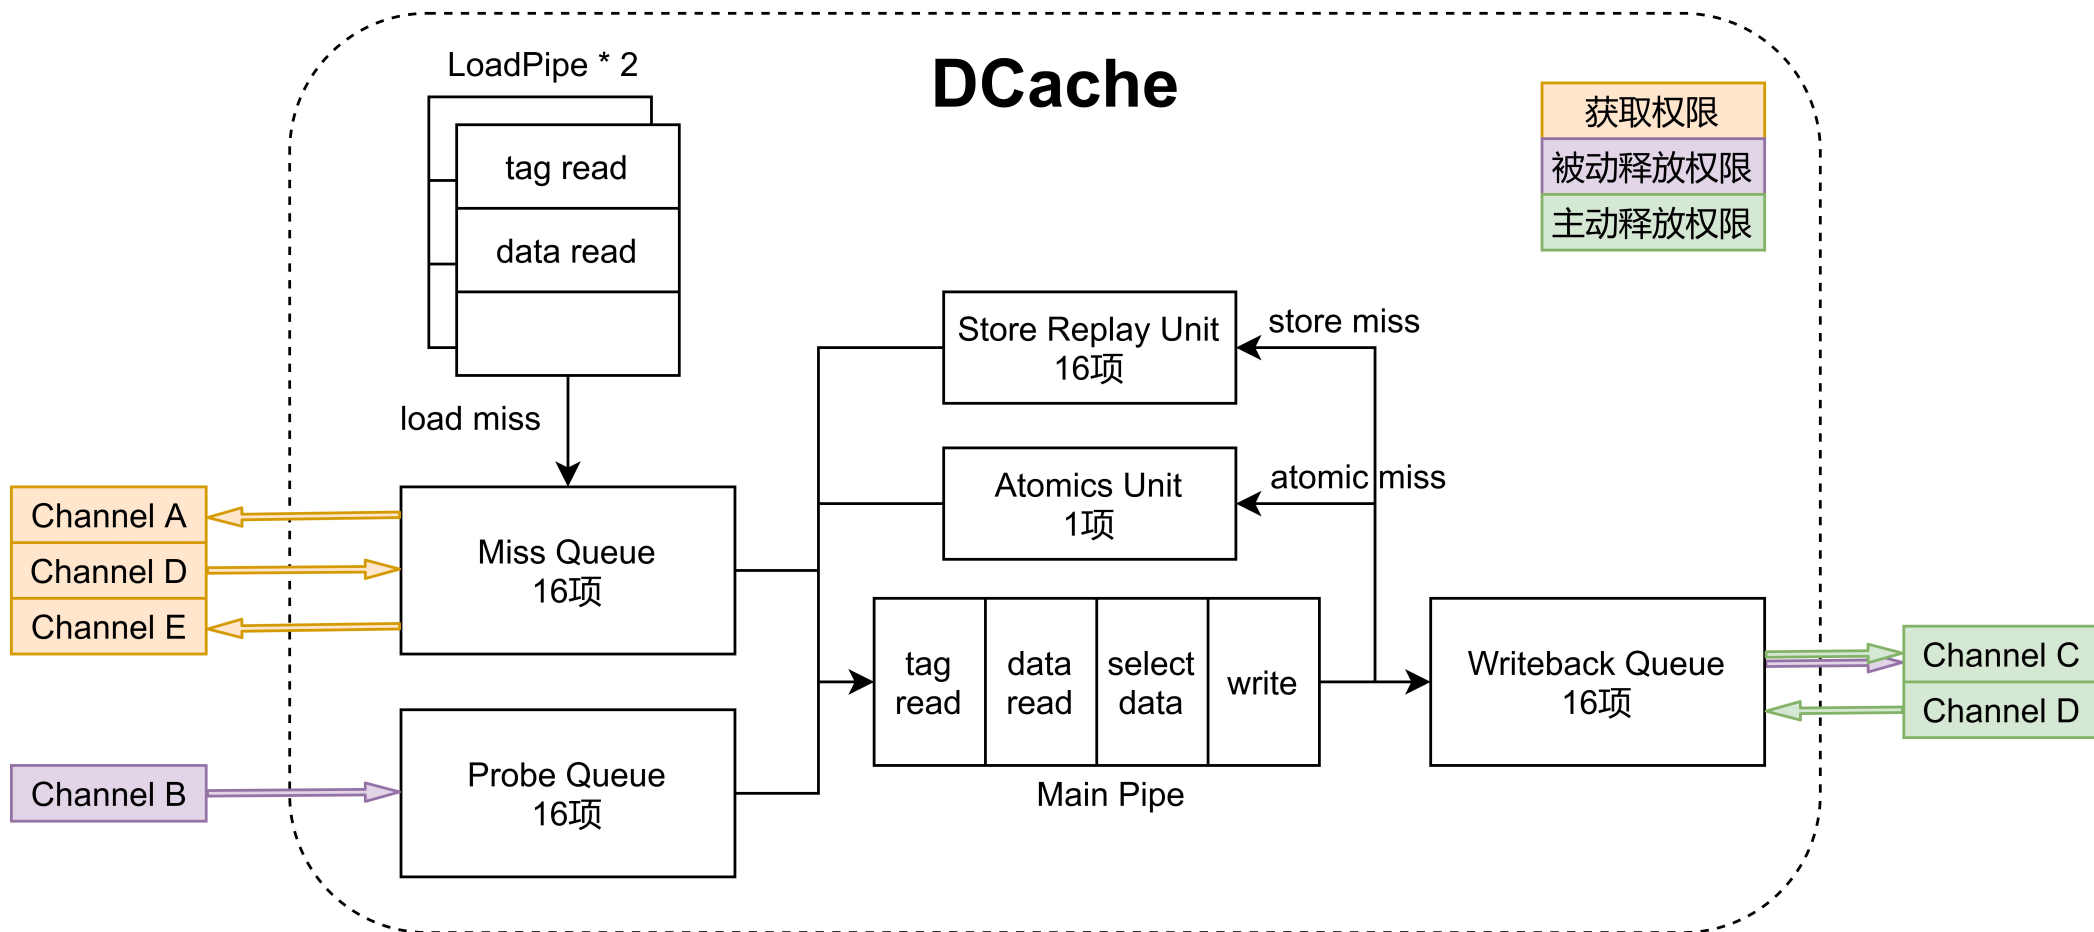 DCache
LoadPipe * 2
tag read
data read
load miss
获取权限
被动释放权限
主动释放权限
Store Replay Unit
16项
store miss
Atomics Unit
1项
atomic miss
Channel A
Channel D
Channel E
Miss Queue
16项
Channel B
Probe Queue
16项
tag
read
data
read
select
data
write
Main Pipe
Writeback Queue
16项
Channel C
Channel D